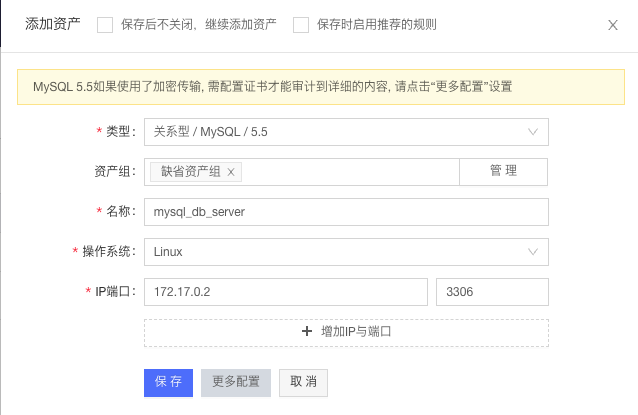 添加资产 保存后不关闭，继续添加资产 保存时启用推荐的规则
MySQL 5.5如果使用了加密传输, 需配置证书才能审计到详细的内容, 请点击“更多配置”设置
* 类型: 关系型 / MySQL / 5.5
资产组: 缺省资产组 x 管 理
* 名称: mysql_db_server
* 操作系统: Linux
* IP端口: 172.17.0.2 3306
+ 增加IP与端口
保 存 更多配置 取 消